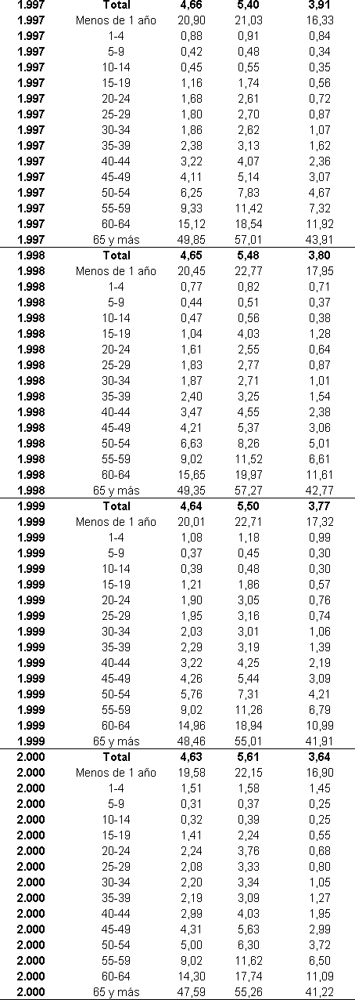 1.997 Total 4,66 5,40 3,91
1.997 Menos de 1 año 20,90 21,03 16,33
1.997 1-4 0,88 0,91 0,84
1.997 5-9 0,42 0,48 0,34
1.997 10-14 0,45 0,55 0,35
1.997 15-19 1,16 1,74 0,56
1.997 20-24 1,68 2,61 0,72
1.997 25-29 1,80 2,70 0,87
1.997 30-34 1,86 2,62 1,07
1.997 35-39 2,38 3,13 1,62
1.997 40-44 3,22 4,07 2,36
1.997 45-49 4,11 5,14 3,07
1.997 50-54 6,25 7,83 4,67
1.997 55-59 9,33 11,42 7,32
1.997 60-64 15,12 18,54 11,92
1.997 65 y más 49,85 57,01 43,91
1.998 Total 4,65 5,48 3,80
1.998 Menos de 1 año 20,45 22,77 17,95
1.998 1-4 0,77 0,82 0,71
1.998 5-9 0,44 0,51 0,37
1.998 10-14 0,47 0,56 0,38
1.998 15-19 1,04 4,03 1,28
1.998 20-24 1,61 2,55 0,64
1.998 25-29 1,83 2,77 0,87
1.998 30-34 1,87 2,71 1,01
1.998 35-39 2,40 3,25 1,54
1.998 40-44 3,47 4,55 2,38
1.998 45-49 4,21 5,37 3,06
1.998 50-54 6,63 8,26 5,01
1.998 55-59 9,02 11,52 6,61
1.998 60-64 15,65 19,97 11,61
1.998 65 y más 49,35 57,27 42,77
1.999 Total 4,64 5,50 3,77
1.999 Menos de 1 año 20,01 22,71 17,32
1.999 1-4 1,08 1,18 0,99
1.999 5-9 0,37 0,45 0,30
1.999 10-14 0,39 0,48 0,30
1.999 15-19 1,21 1,86 0,57
1.999 20-24 1,90 3,05 0,76
1.999 25-29 1,95 3,16 0,74
1.999 30-34 2,03 3,01 1,06
1.999 35-39 2,29 3,19 1,39
1.999 40-44 3,22 4,25 2,19
1.999 45-49 4,26 5,44 3,09
1.999 50-54 5,76 7,31 4,21
1.999 55-59 9,02 11,26 6,79
1.999 60-64 14,96 18,94 10,99
1.999 65 y más 48,46 55,01 41,91
2.000 Total 4,63 5,61 3,64
2.000 Menos de 1 año 19,58 22,15 16,90
2.000 1-4 1,51 1,58 1,45
2.000 5-9 0,31 0,37 0,25
2.000 10-14 0,32 0,39 0,25
2.000 15-19 1,41 2,24 0,55
2.000 20-24 2,24 3,76 0,68
2.000 25-29 2,08 3,33 0,80
2.000 30-34 2,20 3,34 1,05
2.000 35-39 2,19 3,09 1,27
2.000 40-44 2,99 4,03 1,95
2.000 45-49 4,31 5,63 2,99
2.000 50-54 5,00 6,30 3,72
2.000 55-59 9,02 11,62 6,50
2.000 60-64 14,30 17,74 11,09
2.000 65 y más 47,59 55,26 41,22